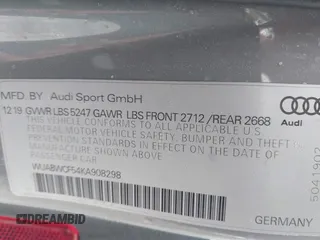 MFD. BY Audi Sport GmbH
12 19 GVWR LBS 5247 GAWR LBS FRONT 2712 / REAR 2668
THIS VEHICLE CONFORMS TO ALL APPLICABLE
FEDERAL MOTOR VEHICLE SAFETY, BUMPER AND THEFT
PREVENTION STANDARDS IN EFFECT ON THE DATE OF
MANUFACTURE SHOWN ABOVE.
PASSENGER CAR
WUABWCF54KA908298
Audi
5041902
GERMANY
DREAMBID